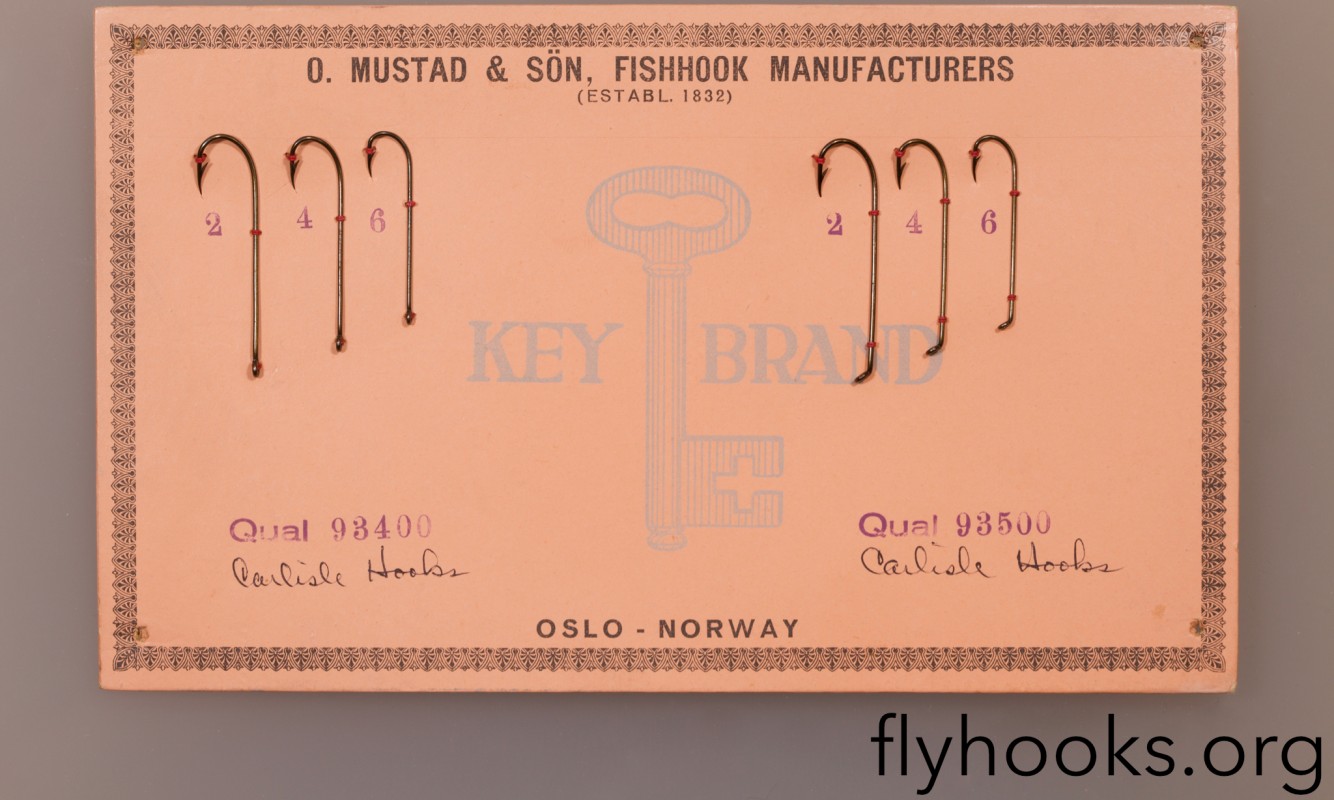 O. MUSTAD & SÖN, FISHHOOK MANUFACTURERS
(ESTABL. 1832)
2 4 6 2 4 6
KEY BRAND
Qual 93400 Qual 93500
Carlisle Hooks Carlisle Hooks
OSLO - NORWAY
flyhooks.org